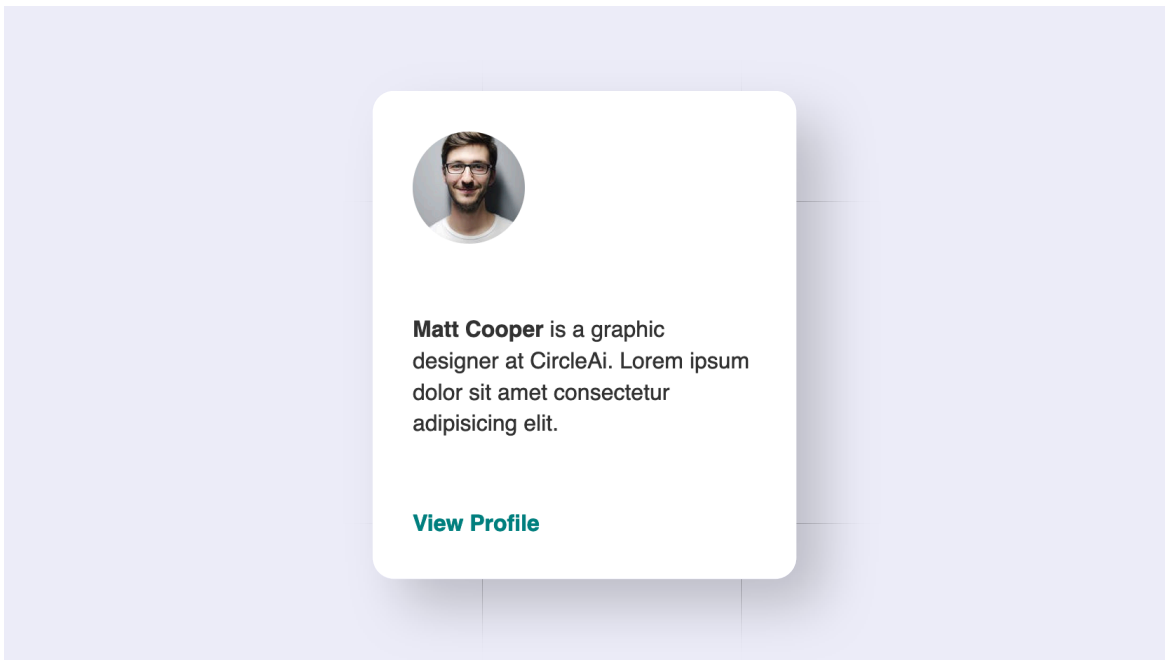 Matt Cooper is a graphic
designer at CircleAi. Lorem ipsum
dolor sit amet consectetur
adipisicing elit.
View Profile